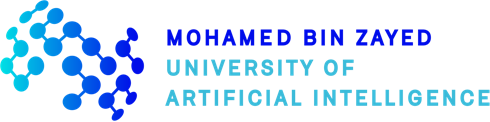 MOHAMED BIN ZAYED
UNIVERSITY OF
ARTIFICIAL INTELLIGENCE